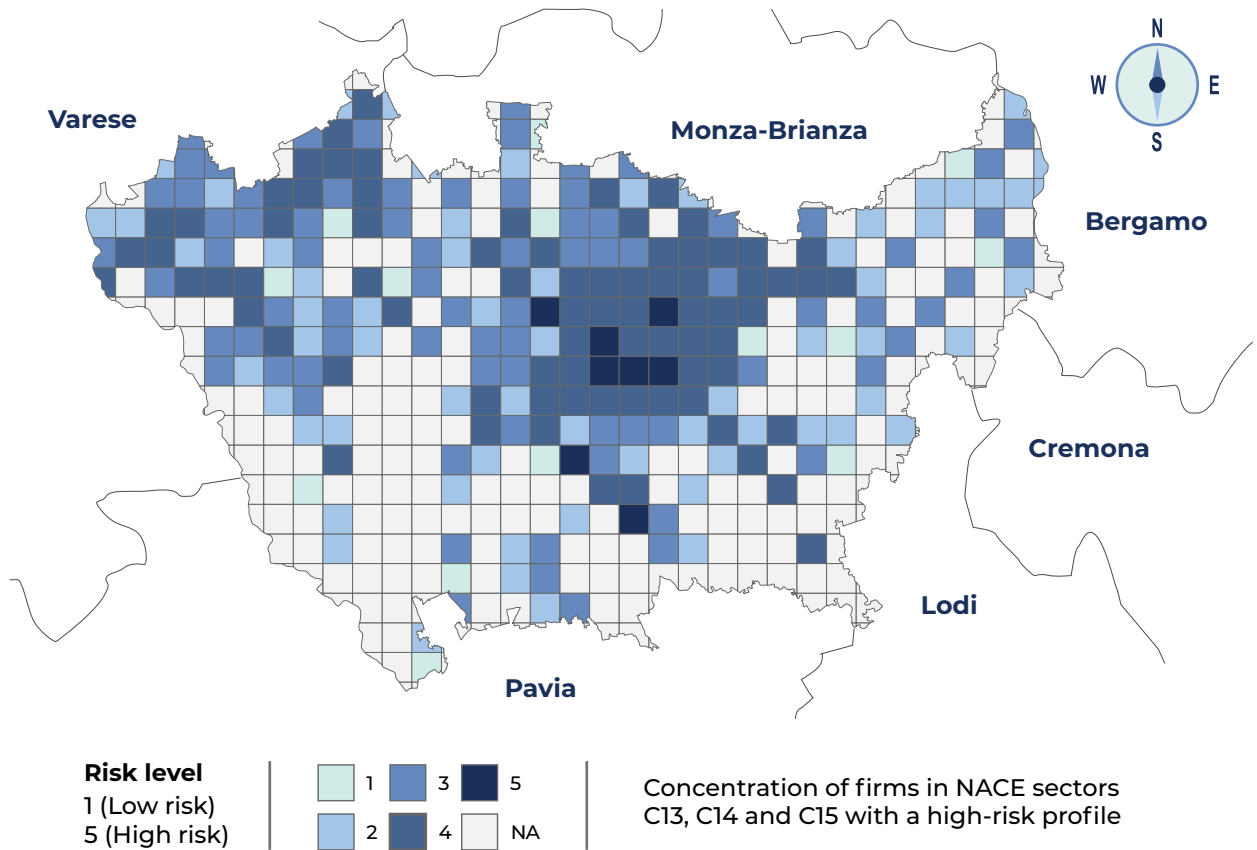 N
W E
S
Varese
Monza-Brianza
Bergamo
Cremona
Lodi
Pavia
Risk level
1 (Low risk)
5 (High risk)
1 3 5
2 4 NA
Concentration of firms in NACE sectors
C13, C14 and C15 with a high-risk profile